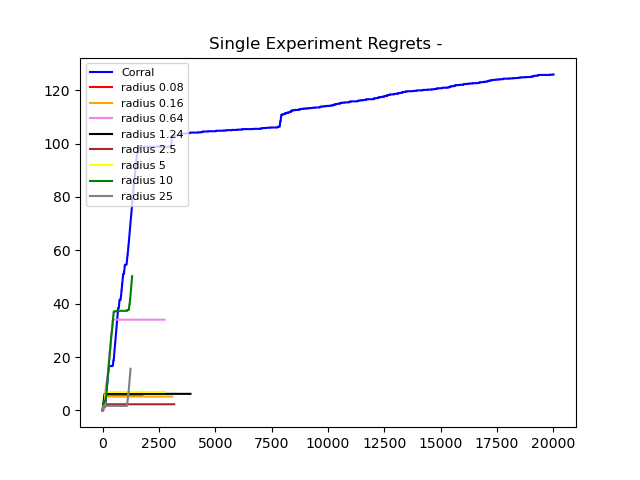 Single Experiment Regrets -
Corral
radius 0.08
radius 0.16
radius 0.64
radius 1.24
radius 2.5
radius 5
radius 10
radius 25
120
100
80
60
40
20
0
0 2500 5000 7500 10000 12500 15000 17500 20000